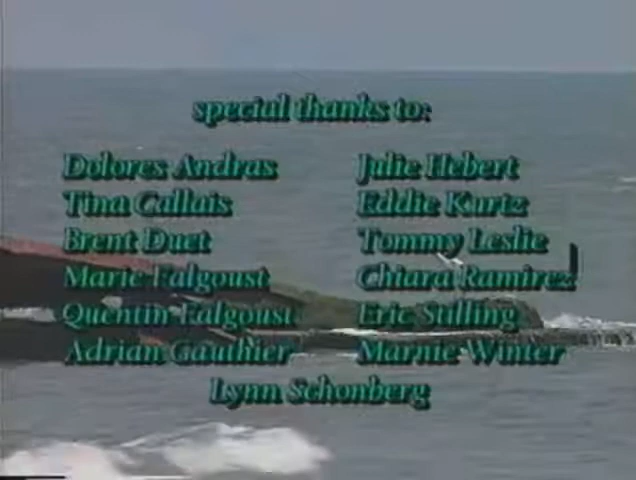 special thanks to:
Dolores Andras
Tina Callais
Brent Duet
Marie Falgoust
Quentin Falgoust
Adrian Gauthier
Julie Hebert
Eddie Kurtz
Tommy Leslie
Chiara Ramirez
Eric Stilling
Marnie Winter
Lynn Schonberg